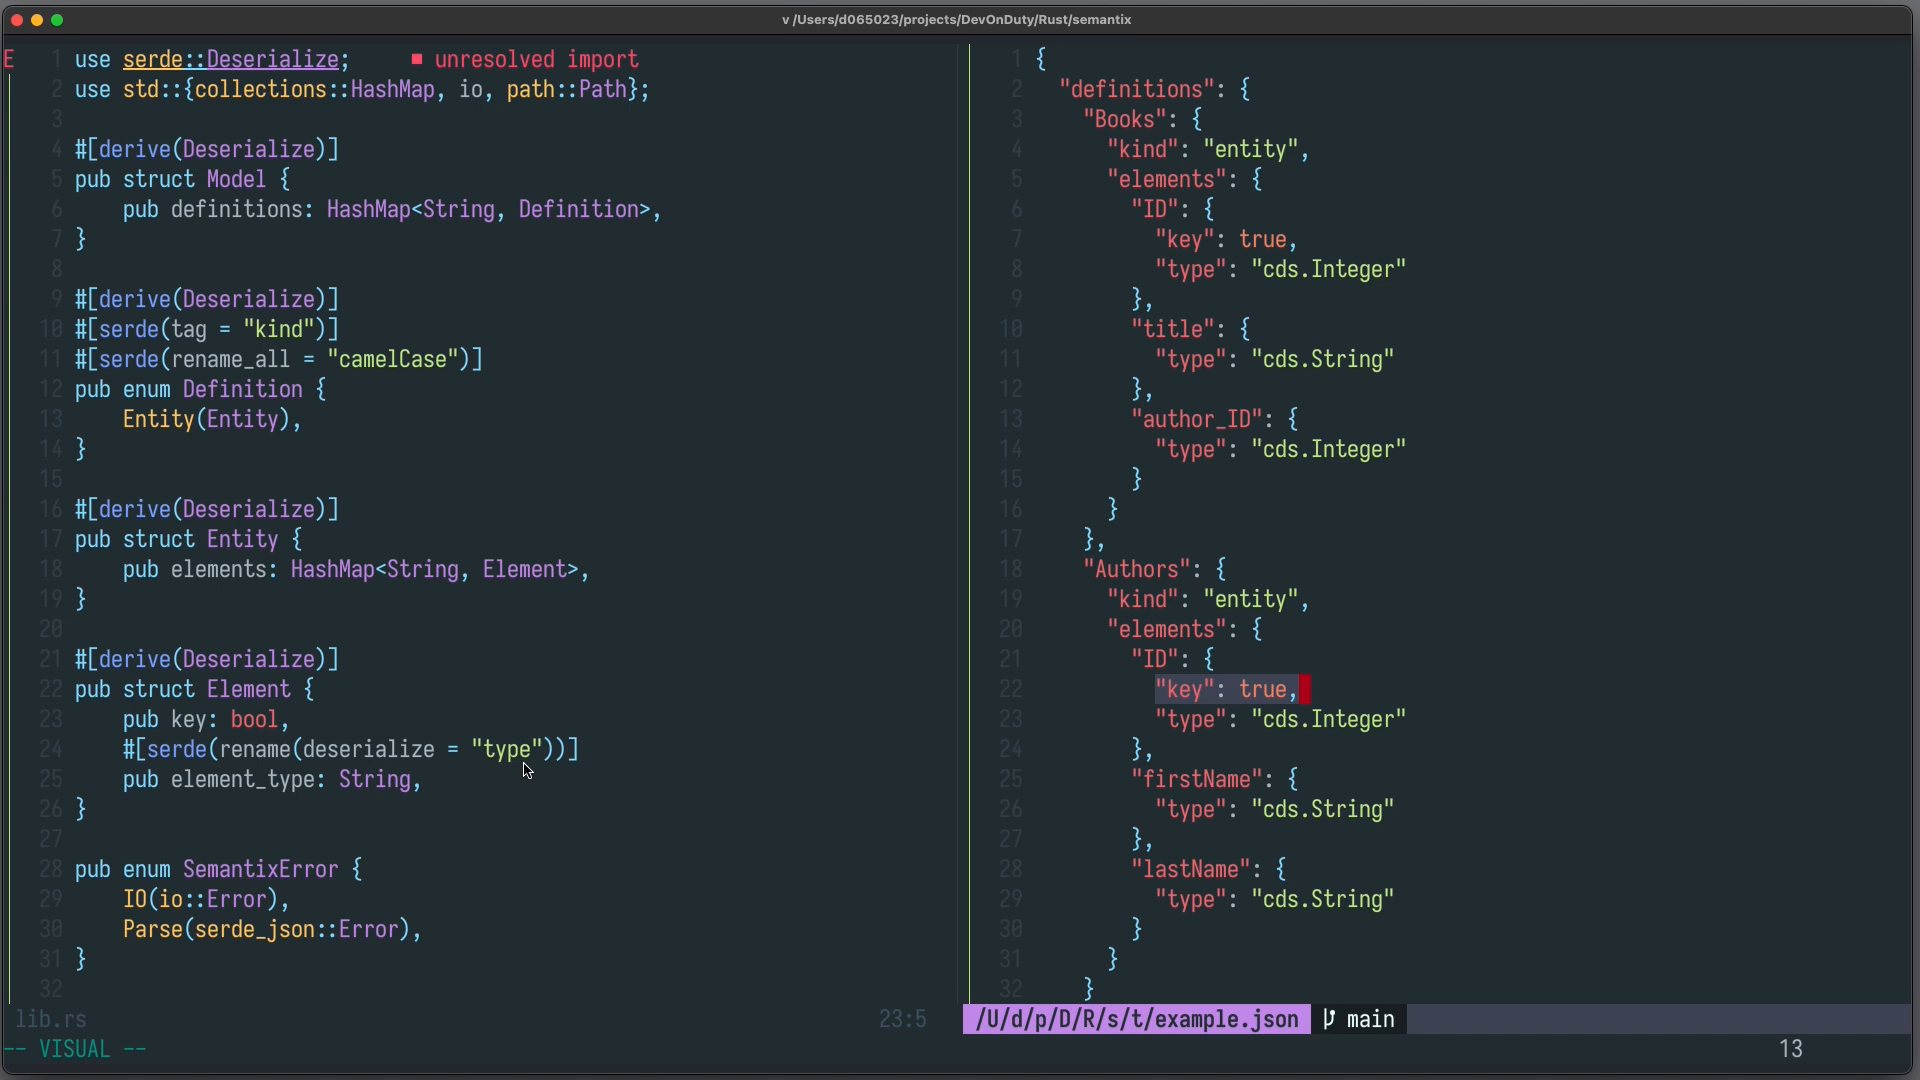 v /Users/d065023/projects/DevOnDuty/Rust/semantix
E 1 use serde::Deserialize; ■ unresolved import
2 use std::{collections::HashMap, io, path::Path};
3
4 #[derive(Deserialize)]
5 pub struct Model {
6 pub definitions: HashMap<String, Definition>,
7 }
8
9 #[derive(Deserialize)]
10 #[serde(tag = "kind")]
11 #[serde(rename_all = "camelCase")]
12 pub enum Definition {
13 Entity(Entity),
14 }
15
16 #[derive(Deserialize)]
17 pub struct Entity {
18 pub elements: HashMap<String, Element>,
19 }
20
21 #[derive(Deserialize)]
22 pub struct Element {
23 pub key: bool,
24 #[serde(rename(deserialize = "type"))]
25 pub element_type: String,
26 }
27
28 pub enum SemantixError {
29 IO(io::Error),
30 Parse(serde_json::Error),
31 }
32
lib.rs 23:5
1 {
2 "definitions": {
3 "Books": {
4 "kind": "entity",
5 "elements": {
6 "ID": {
7 "key": true,
8 "type": "cds.Integer"
9 },
10 "title": {
11 "type": "cds.String"
12 },
13 "author_ID": {
14 "type": "cds.Integer"
15 }
16 }
17 },
18 "Authors": {
19 "kind": "entity",
20 "elements": {
21 "ID": {
22 "key": true,
23 "type": "cds.Integer"
24 },
25 "firstName": {
26 "type": "cds.String"
27 },
28 "lastName": {
29 "type": "cds.String"
30 }
31 }
32 }
/U/d/p/D/R/s/t/example.json main
-- VISUAL -- 13